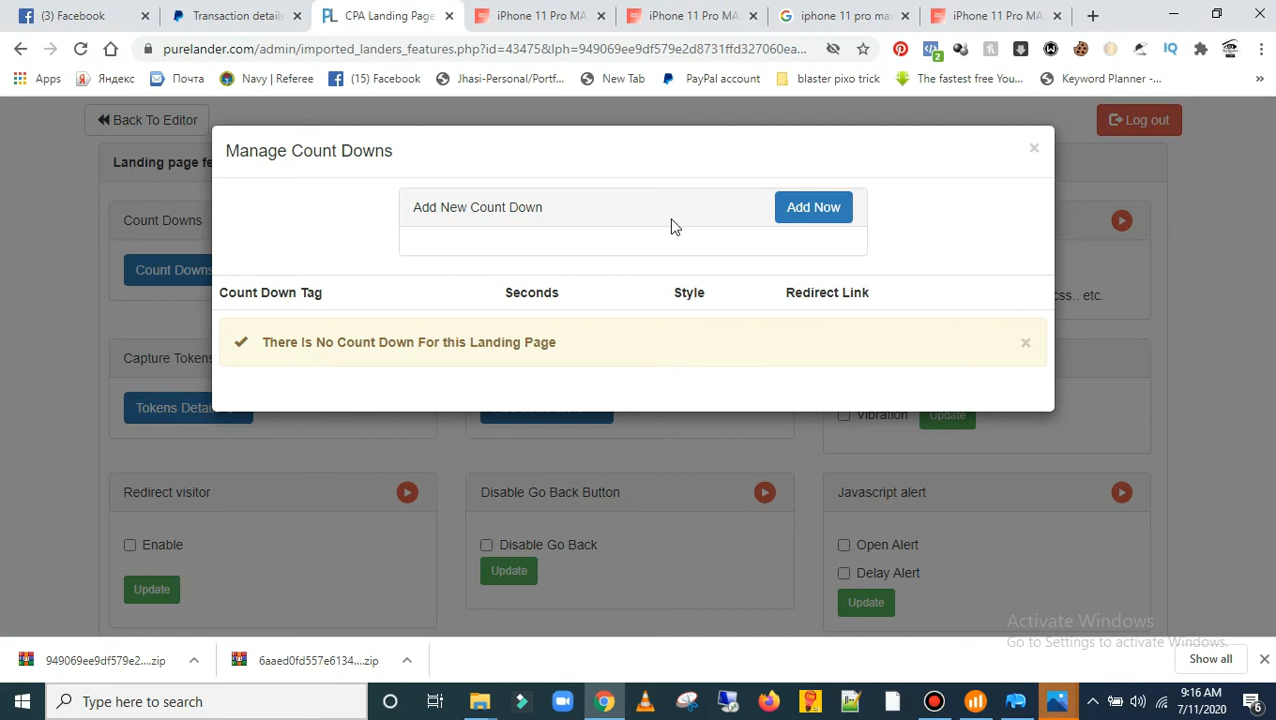 (3) Facebook
Transaction details
CPA Landing Page
iPhone 11 Pro MA
iPhone 11 Pro MA
iphone 11 pro ma
iPhone 11 Pro MA
purelander.com/admin/imported_landers_features.php?id=43475&lph=949069ee9df579e2d8731ffd327060ea...
Apps
Яндекс
Почта
Navy | Referee
(15) Facebook
Jhasi-Personal/Portf...
New Tab
PayPal account
blaster pixo trick
The fastest free You...
Keyword Planner -...
»
Back To Editor
Log out
Landing page fe
Manage Count Downs
×
Count Downs
Add New Count Down
Add Now
Count Downs
Count Down Tag
Seconds
Style
Redirect Link
css.. etc.
There Is No Count Down For this Landing Page
×
Capture Tokens
Tokens Detai
Vibration
Update
Redirect visitor
Disable Go Back Button
Javascript alert
Enable
Disable Go Back
Open Alert
Update
Delay Alert
Update
Update
Activate Windows
Go to Settings to activate Windows.
949069ee9df579e2....zip
6aaed0fd557e6134....zip
Show all
Type here to search
9:16 AM
7/11/2020
6